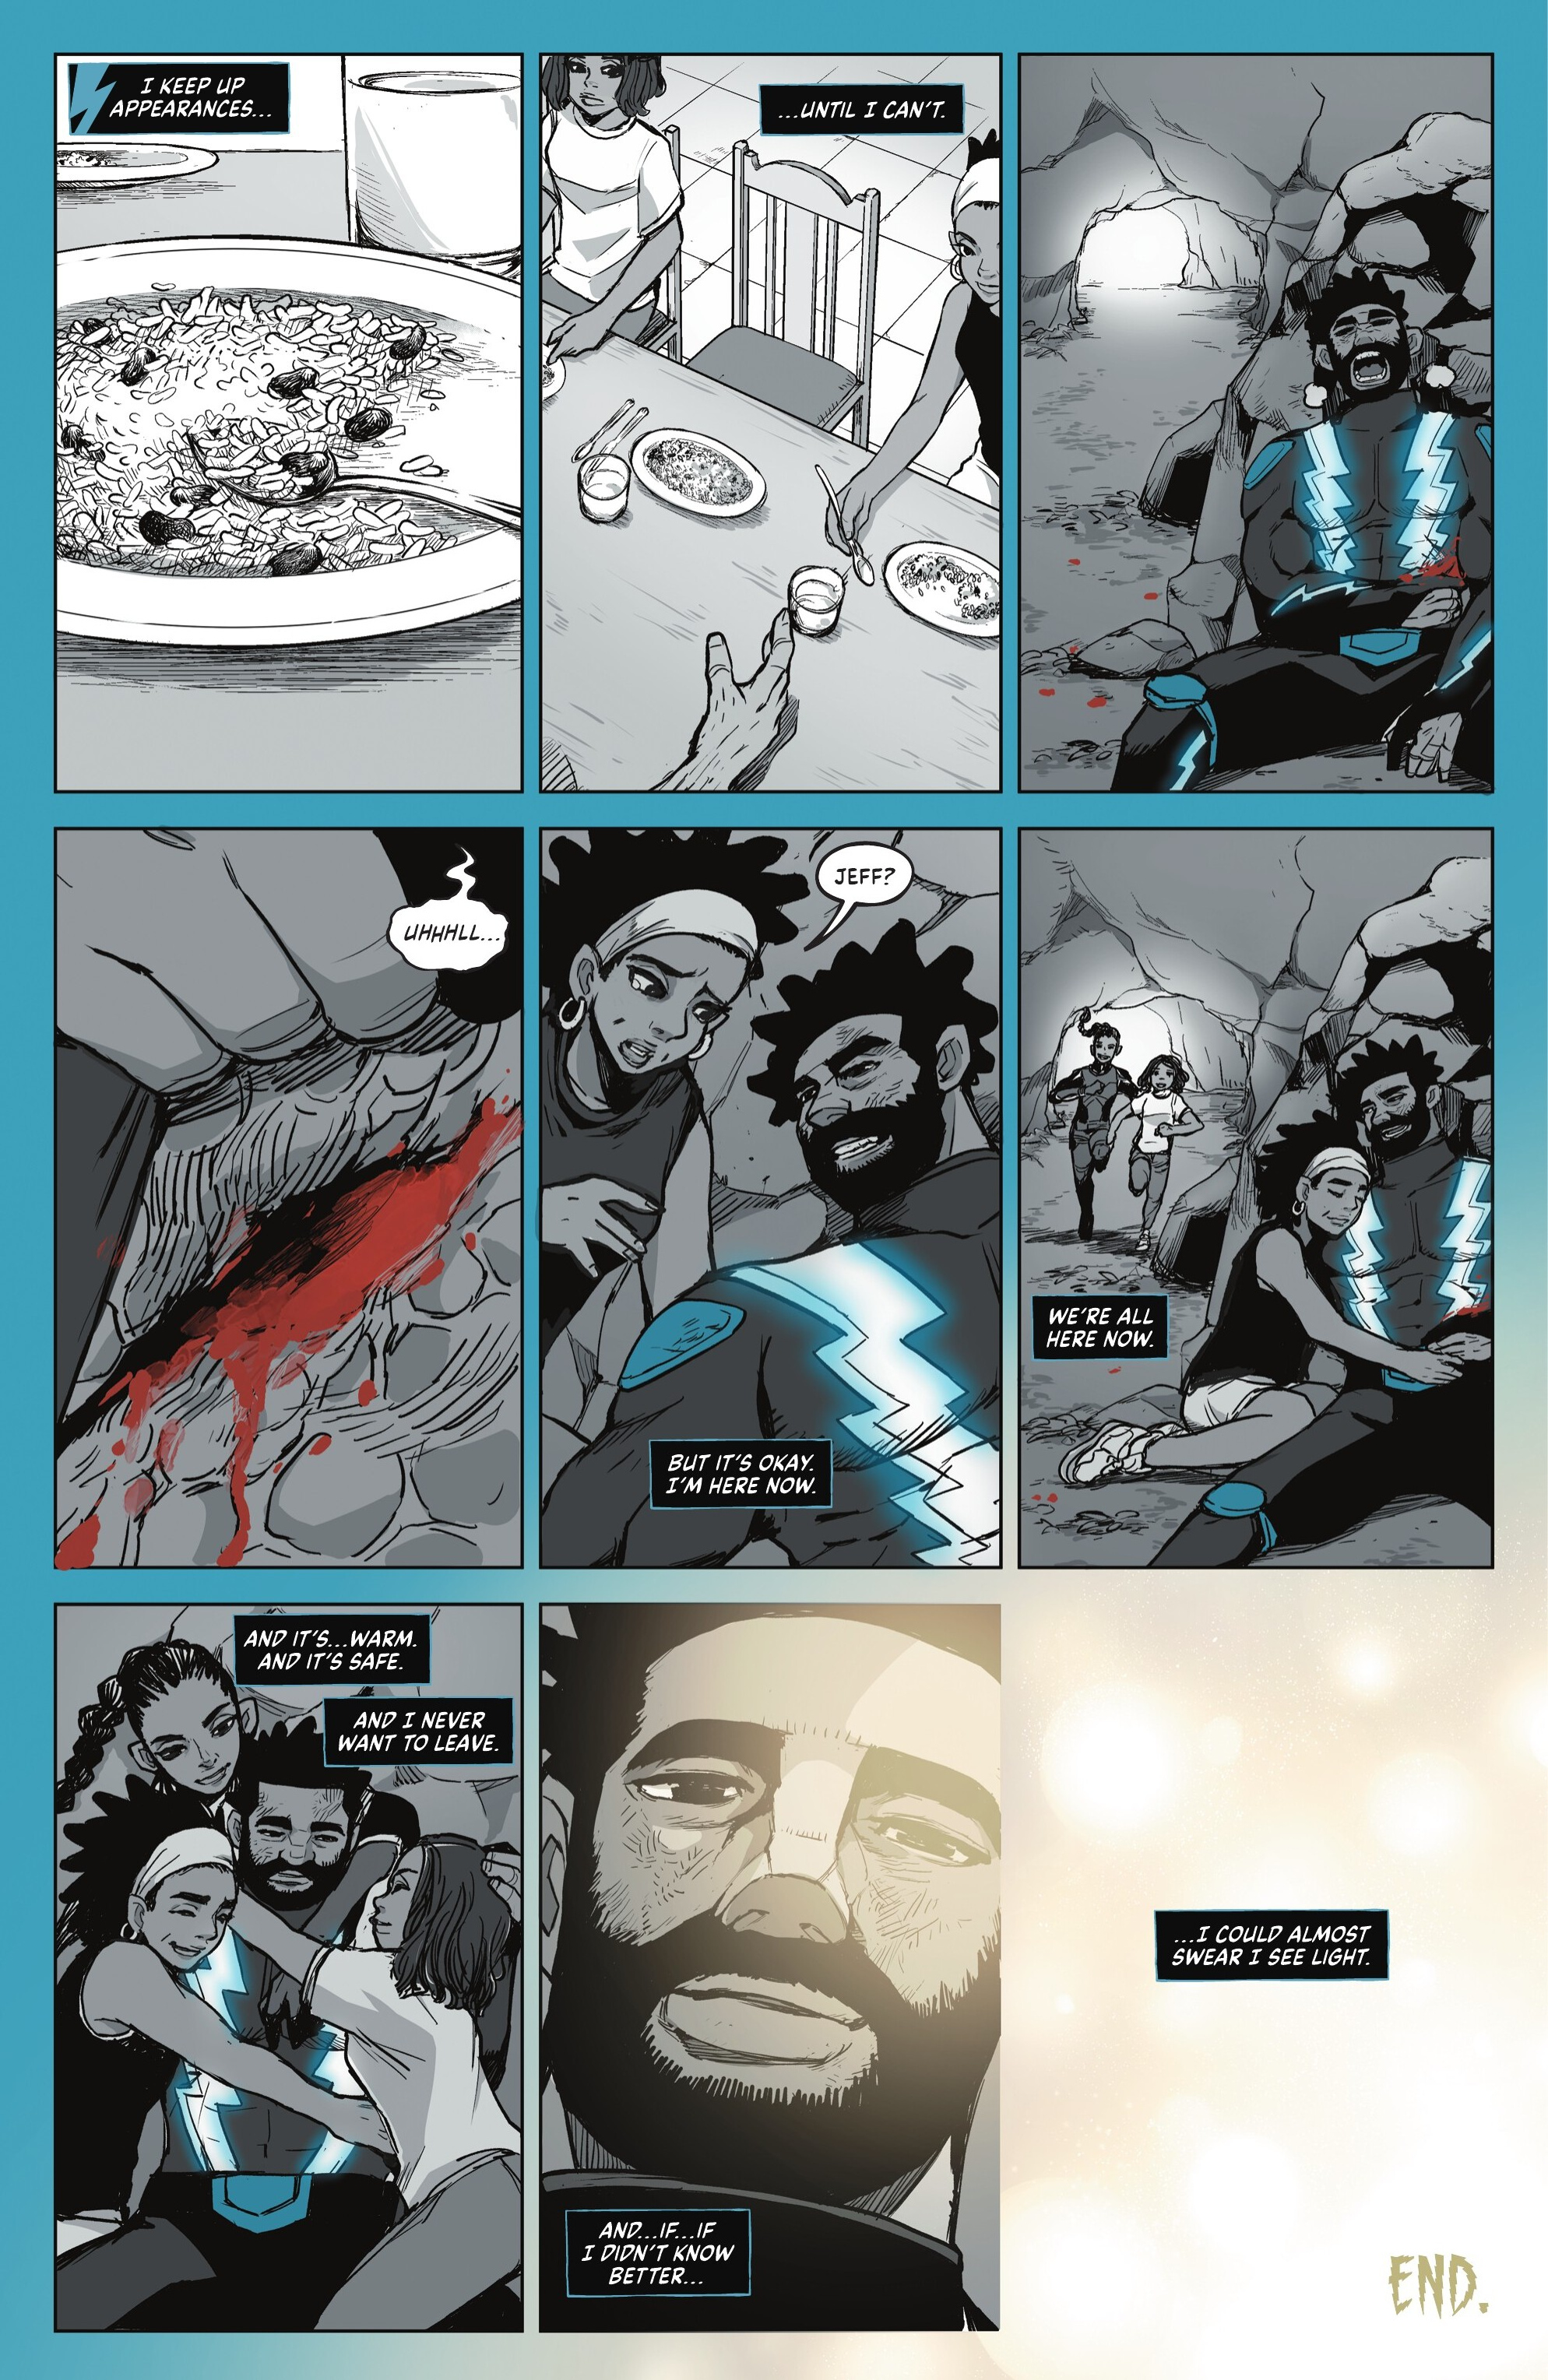 I KEEP UP
APPEARANCES...
...UNTIL I CAN'T.
UHHHLL...
JEFF?
BUT IT'S OKAY.
I'M HERE NOW.
WE'RE ALL
HERE NOW.
AND IT'S...WARM.
AND IT'S SAFE.
AND I NEVER
WANT TO LEAVE.
AND...IF...IF
I DIDN'T KNOW
BETTER...
...I COULD ALMOST
SWEAR I SEE LIGHT.
END.